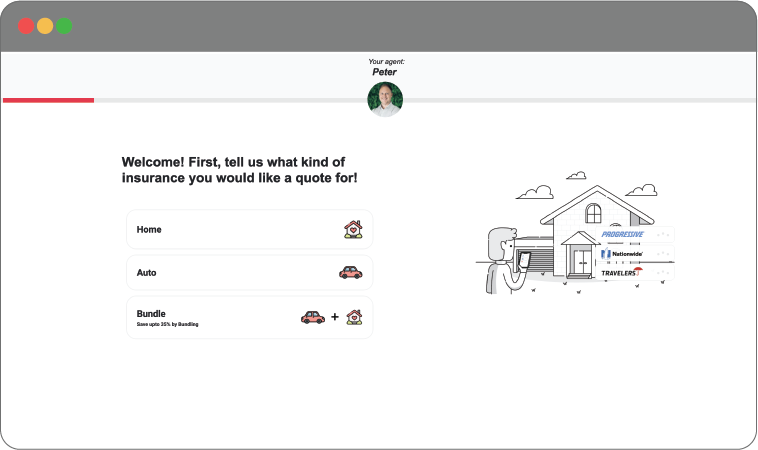 Your agent:
Peter
Welcome! First, tell us what kind of
insurance you would like a quote for!
Home
Auto
Bundle
Save upto 35% by Bundling
+
PROGRESSIVE
Nationwide
TRAVELERS